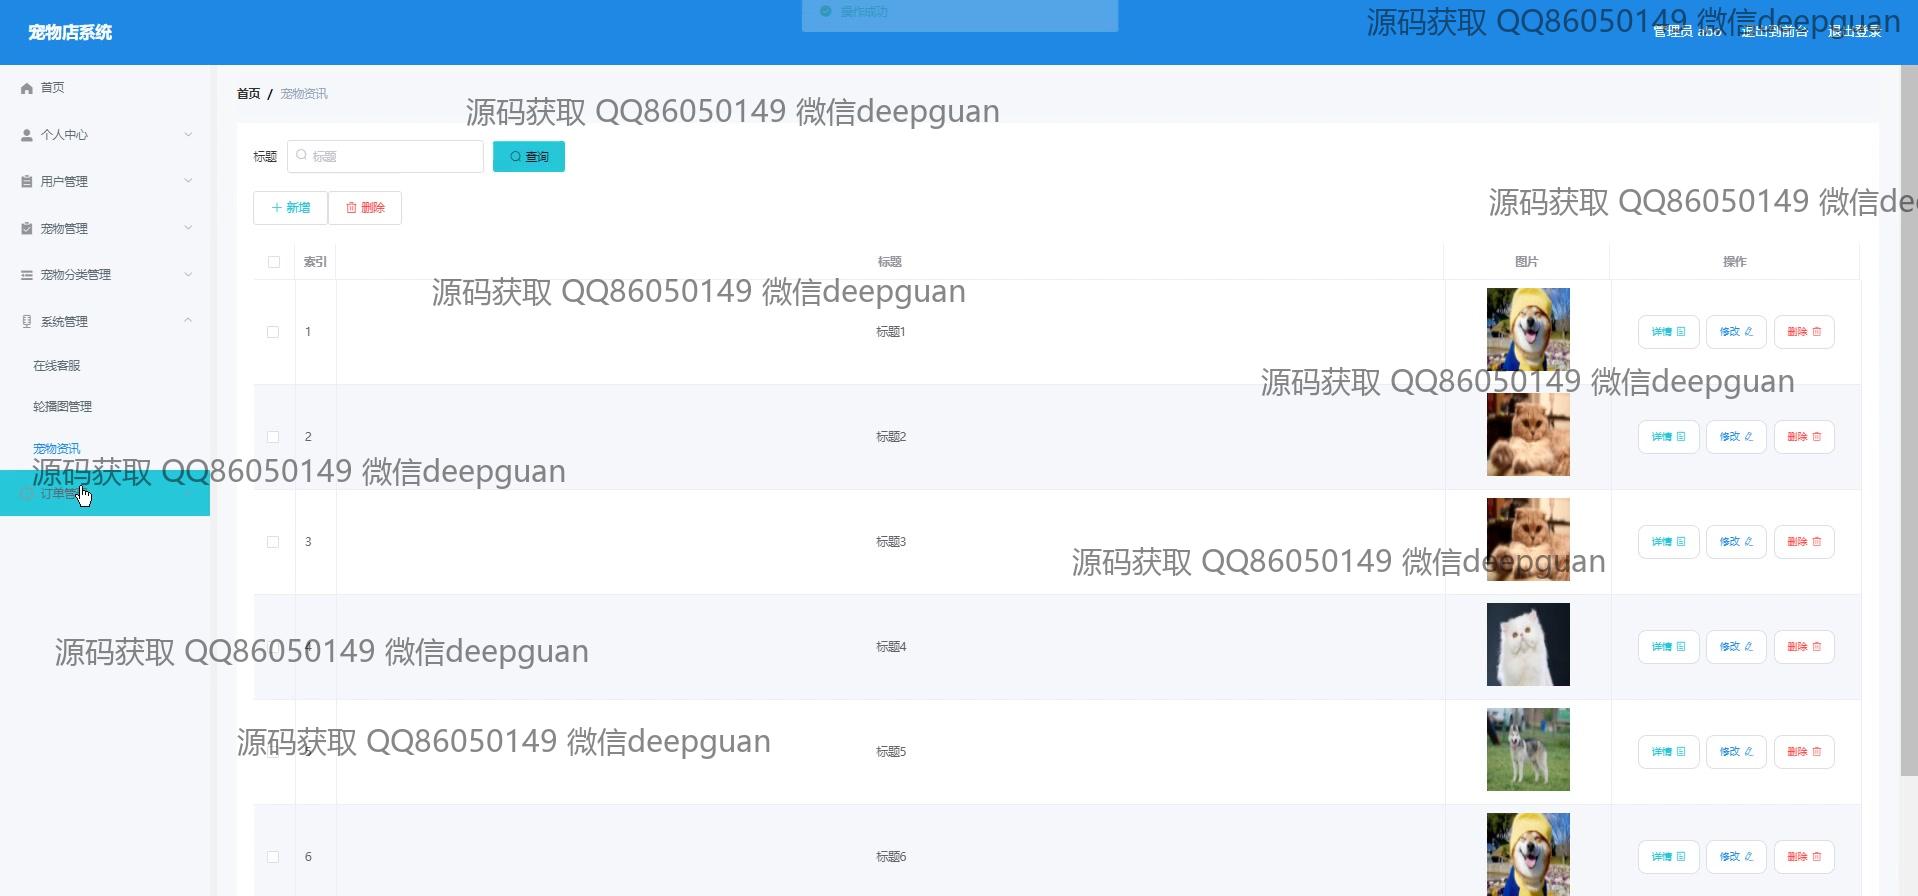 宠物店系统
操作成功
源码获取 QQ86050149 微信deepguan
管理员 abo 退出到前台 退出登录
首页
个人中心
用户管理
宠物管理
宠物分类管理
系统管理
在线客服
轮播图管理
宠物资讯
源码获取 QQ86050149 微信deepguan
订单管
首页 / 宠物资讯
源码获取 QQ86050149 微信deepguan
标题 标题 查询
源码获取 QQ86050149 微信de
新增 删除
索引 标题 图片 操作
源码获取 QQ86050149 微信deepguan
1 标题1 详情 修改 删除
源码获取 QQ86050149 微信deepguan
2 标题2 详情 修改 删除
3 标题3 详情 修改 删除
源码获取 QQ86050149 微信deepguan
4 标题4 详情 修改 删除
源码获取 QQ86050149 微信deepguan
5 标题5 详情 修改 删除
源码获取 QQ86050149 微信deepguan
6 标题6 详情 修改 删除